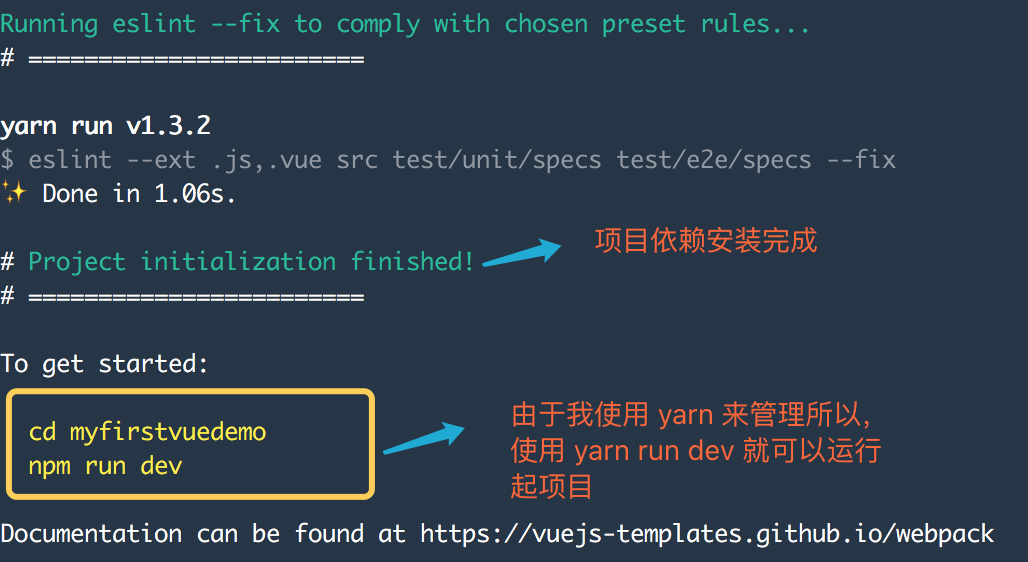 Running eslint --fix to comply with chosen preset rules...
# ========================
yarn run v1.3.2
$ eslint --ext .js,.vue src test/unit/specs test/e2e/specs --fix
✨ Done in 1.06s.
项目依赖安装完成
# Project initialization finished!
# ========================
To get started:
cd myfirstvuedemo
npm run dev
由于我使用 yarn 来管理所以,
使用 yarn run dev 就可以运行
起项目
Documentation can be found at https://vuejs-templates.github.io/webpack